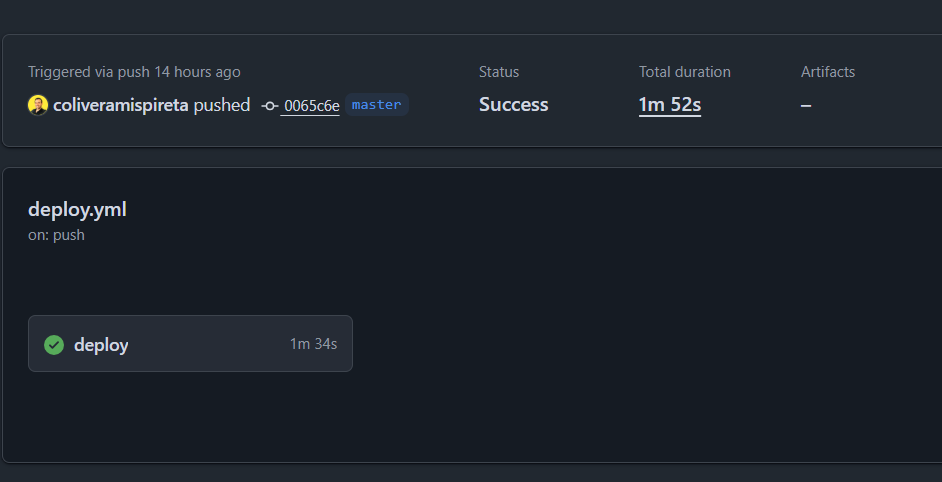 Triggered via push 14 hours ago
coliveramispireta pushed 0065c6e master
Status
Success
Total duration
1m 52s
Artifacts
–
deploy.yml
on: push
deploy 1m 34s